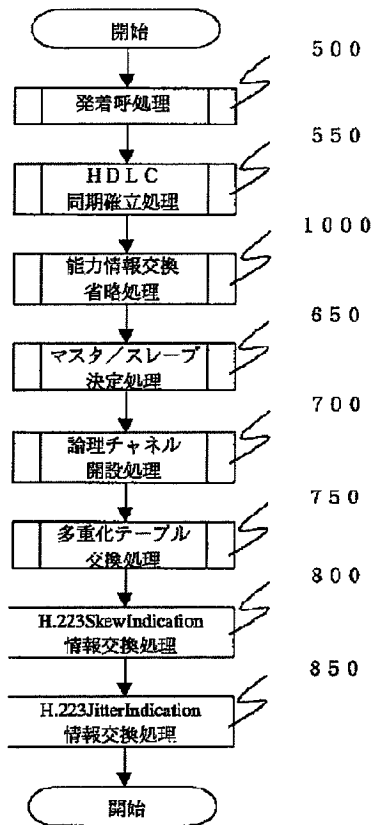 開始
500
発着呼処理
550
HDLC
同期確立処理
1000
能力情報交換
省略処理
650
マスタ／スレーブ
決定処理
700
論理チャネル
開設処理
750
多重化テーブル
交換処理
800
H.223SkewIndication
情報交換処理
850
H.223JitterIndication
情報交換処理
開始